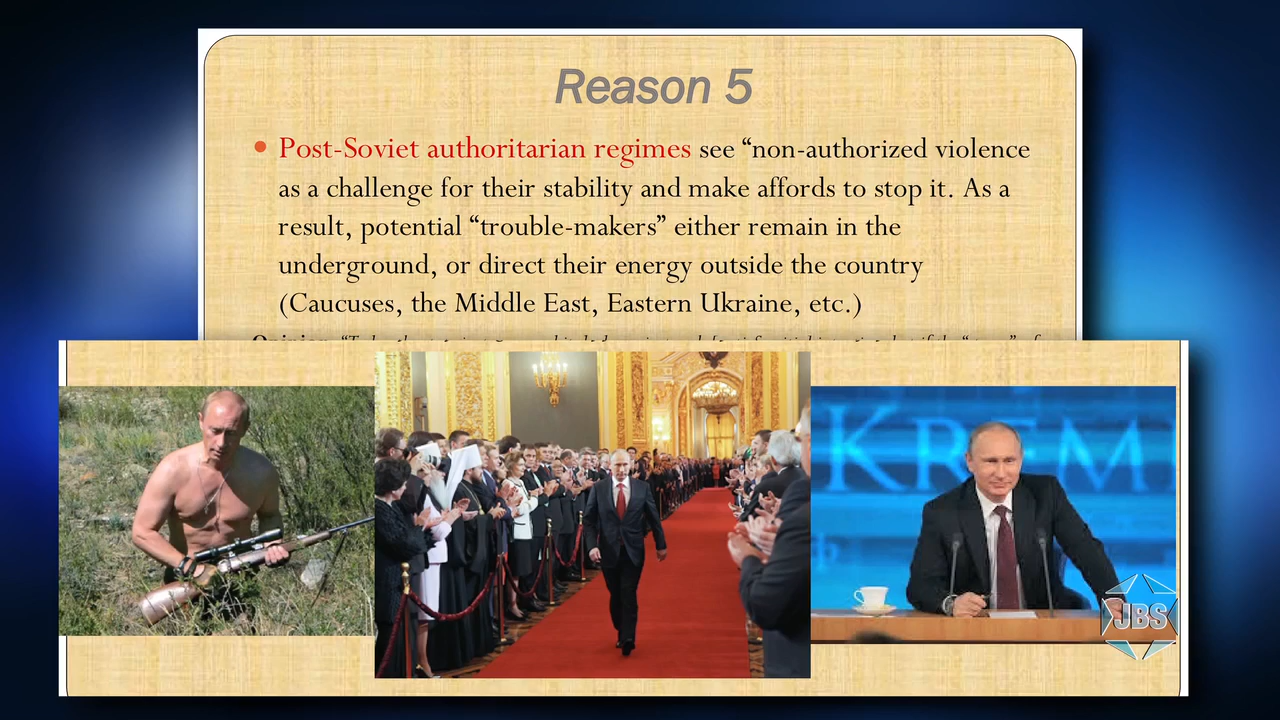 Reason 5
• Post-Soviet authoritarian regimes see “non-authorized violence
as a challenge for their stability and make affords to stop it. As a
result, potential “trouble-makers” either remain in the
underground, or direct their energy outside the country
(Caucuses, the Middle East, Eastern Ukraine, etc.)
KREM
JBS